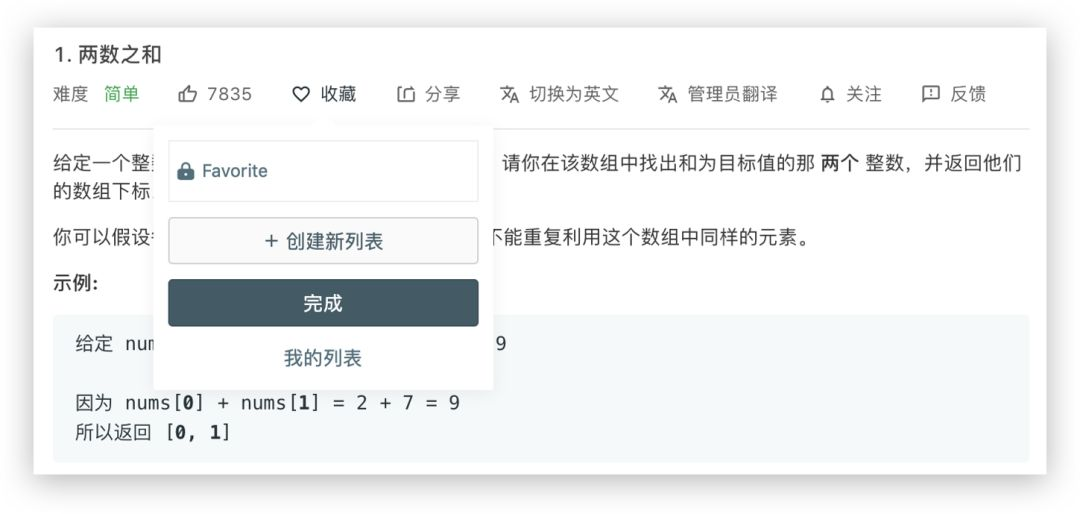 1. 两数之和
难度 简单 7835 收藏 分享 切换为英文 管理员翻译 关注 反馈
给定一个整 请你在该数组中找出和为目标值的那 两个 整数，并返回他们
的数组下标
你可以假设 不能重复利用这个数组中同样的元素。
示例:
给定 num 9
因为 nums[0] + nums[1] = 2 + 7 = 9
所以返回 [0, 1]
Favorite
+ 创建新列表
完成
我的列表